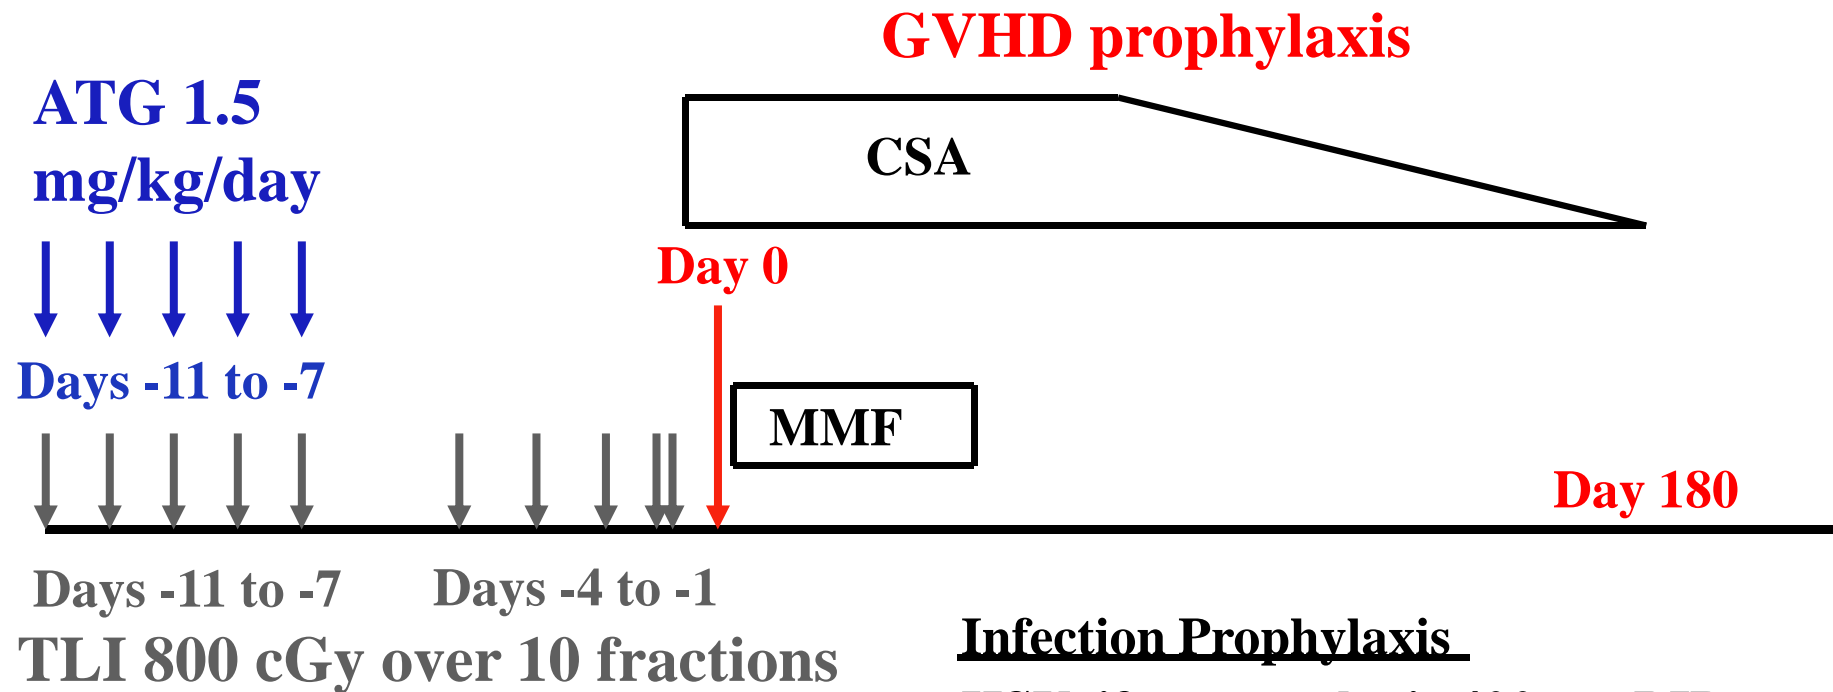 GVHD prophylaxis
ATG 1.5
mg/kg/day
CSA
Day 0
Days -11 to -7
MMF
Day 180
Days -11 to -7
Days -4 to -1
TLI 800 cGy over 10 fractions
Infection Prophylaxis